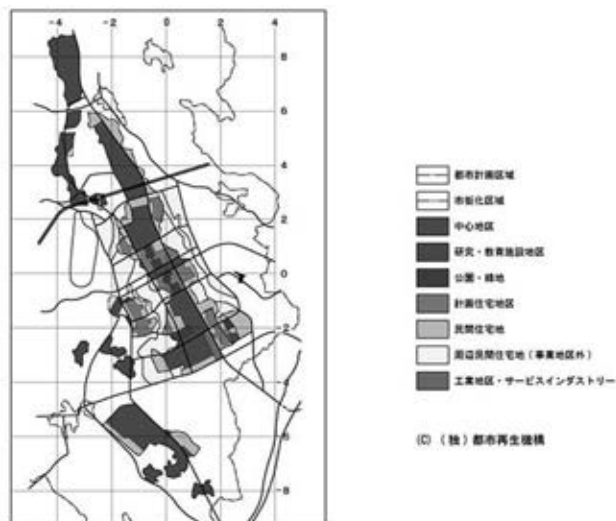 -4 -2 0 2 4
8
6
4
2
0
-2
-4
-6
-8
都市計画区域
市街化区域
中心地区
研究・教育施設地区
公園・緑地
計画住宅地区
民間住宅地
周辺民間住宅地(事業地区外)
工業地区・サービスインダストリー
(C) (独)都市再生機構